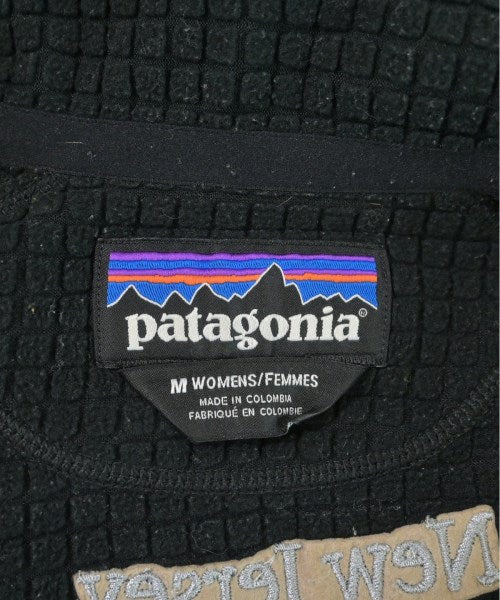 patagonia®
M WOMENS/FEMMES
MADE IN COLOMBIA
FABRIQUÉ EN COLOMBIE
New Jersey